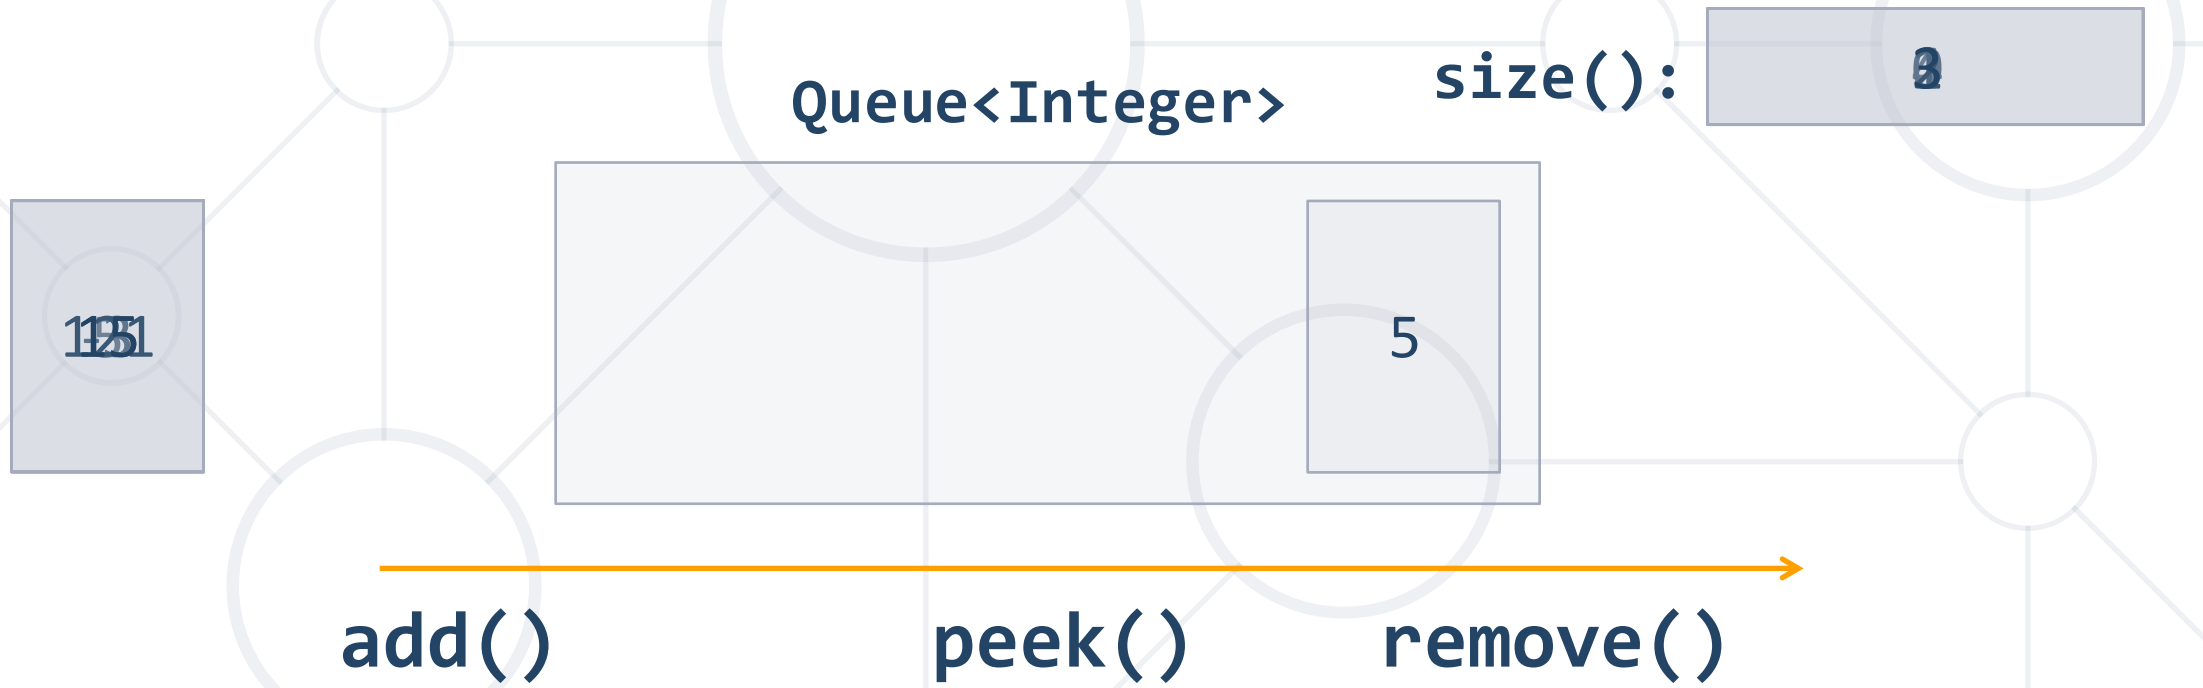 Queue<Integer>
size():
5
add()
peek()
remove()